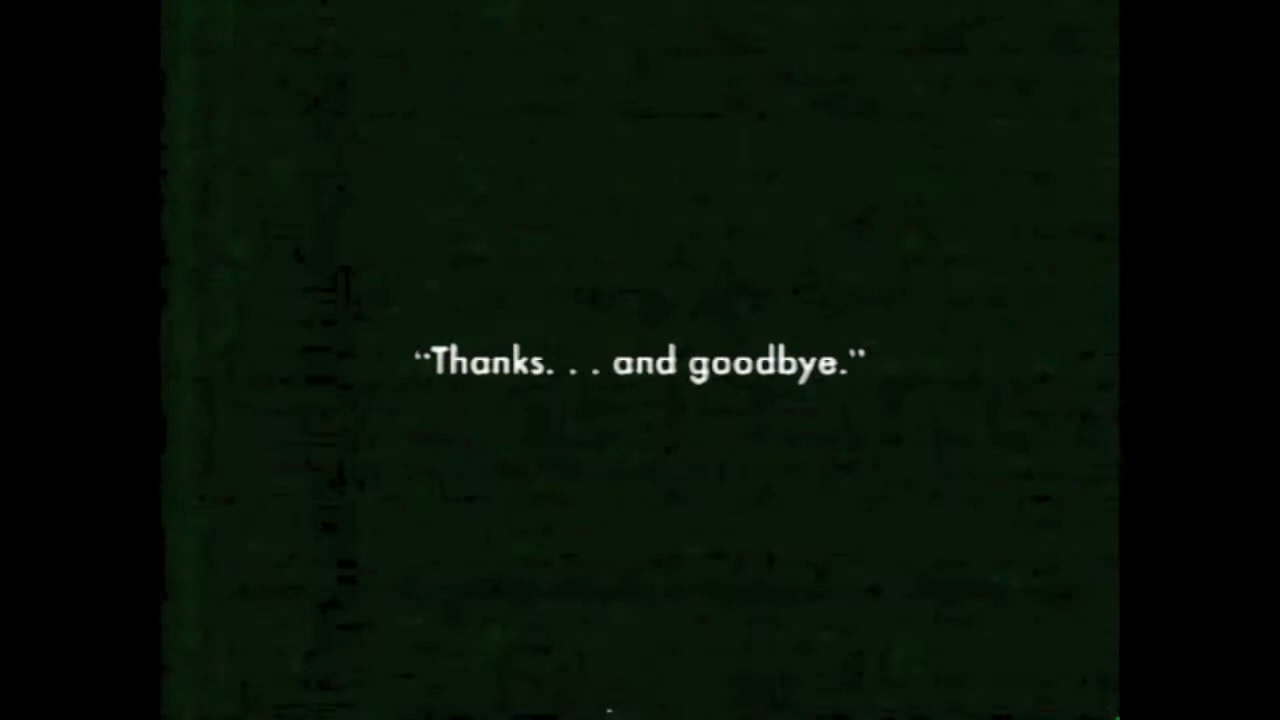 “Thanks. . . and goodbye.”